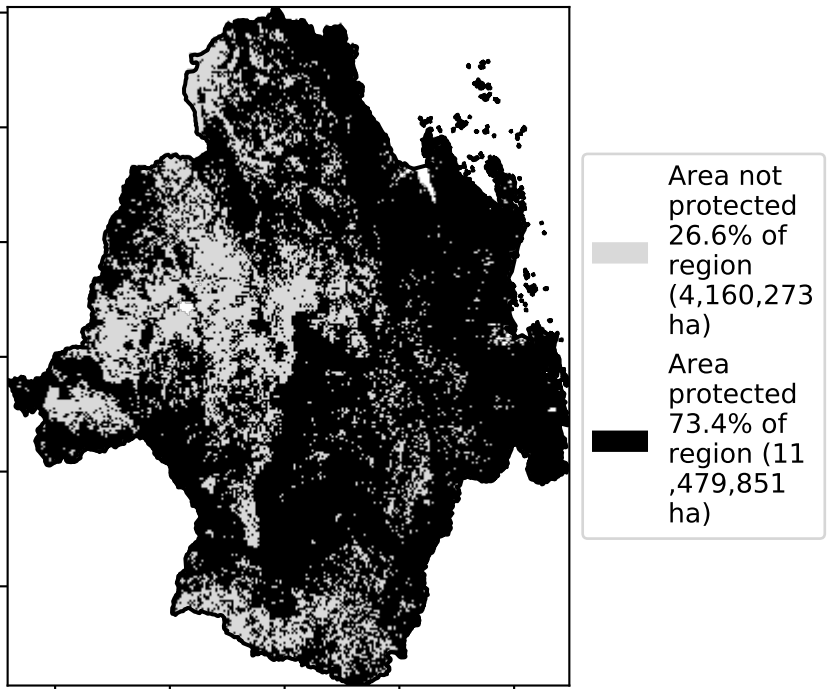 Area not
protected
26.6% of
region
(4,160,273
ha)
Area
protected
73.4% of
region (11
,479,851
ha)